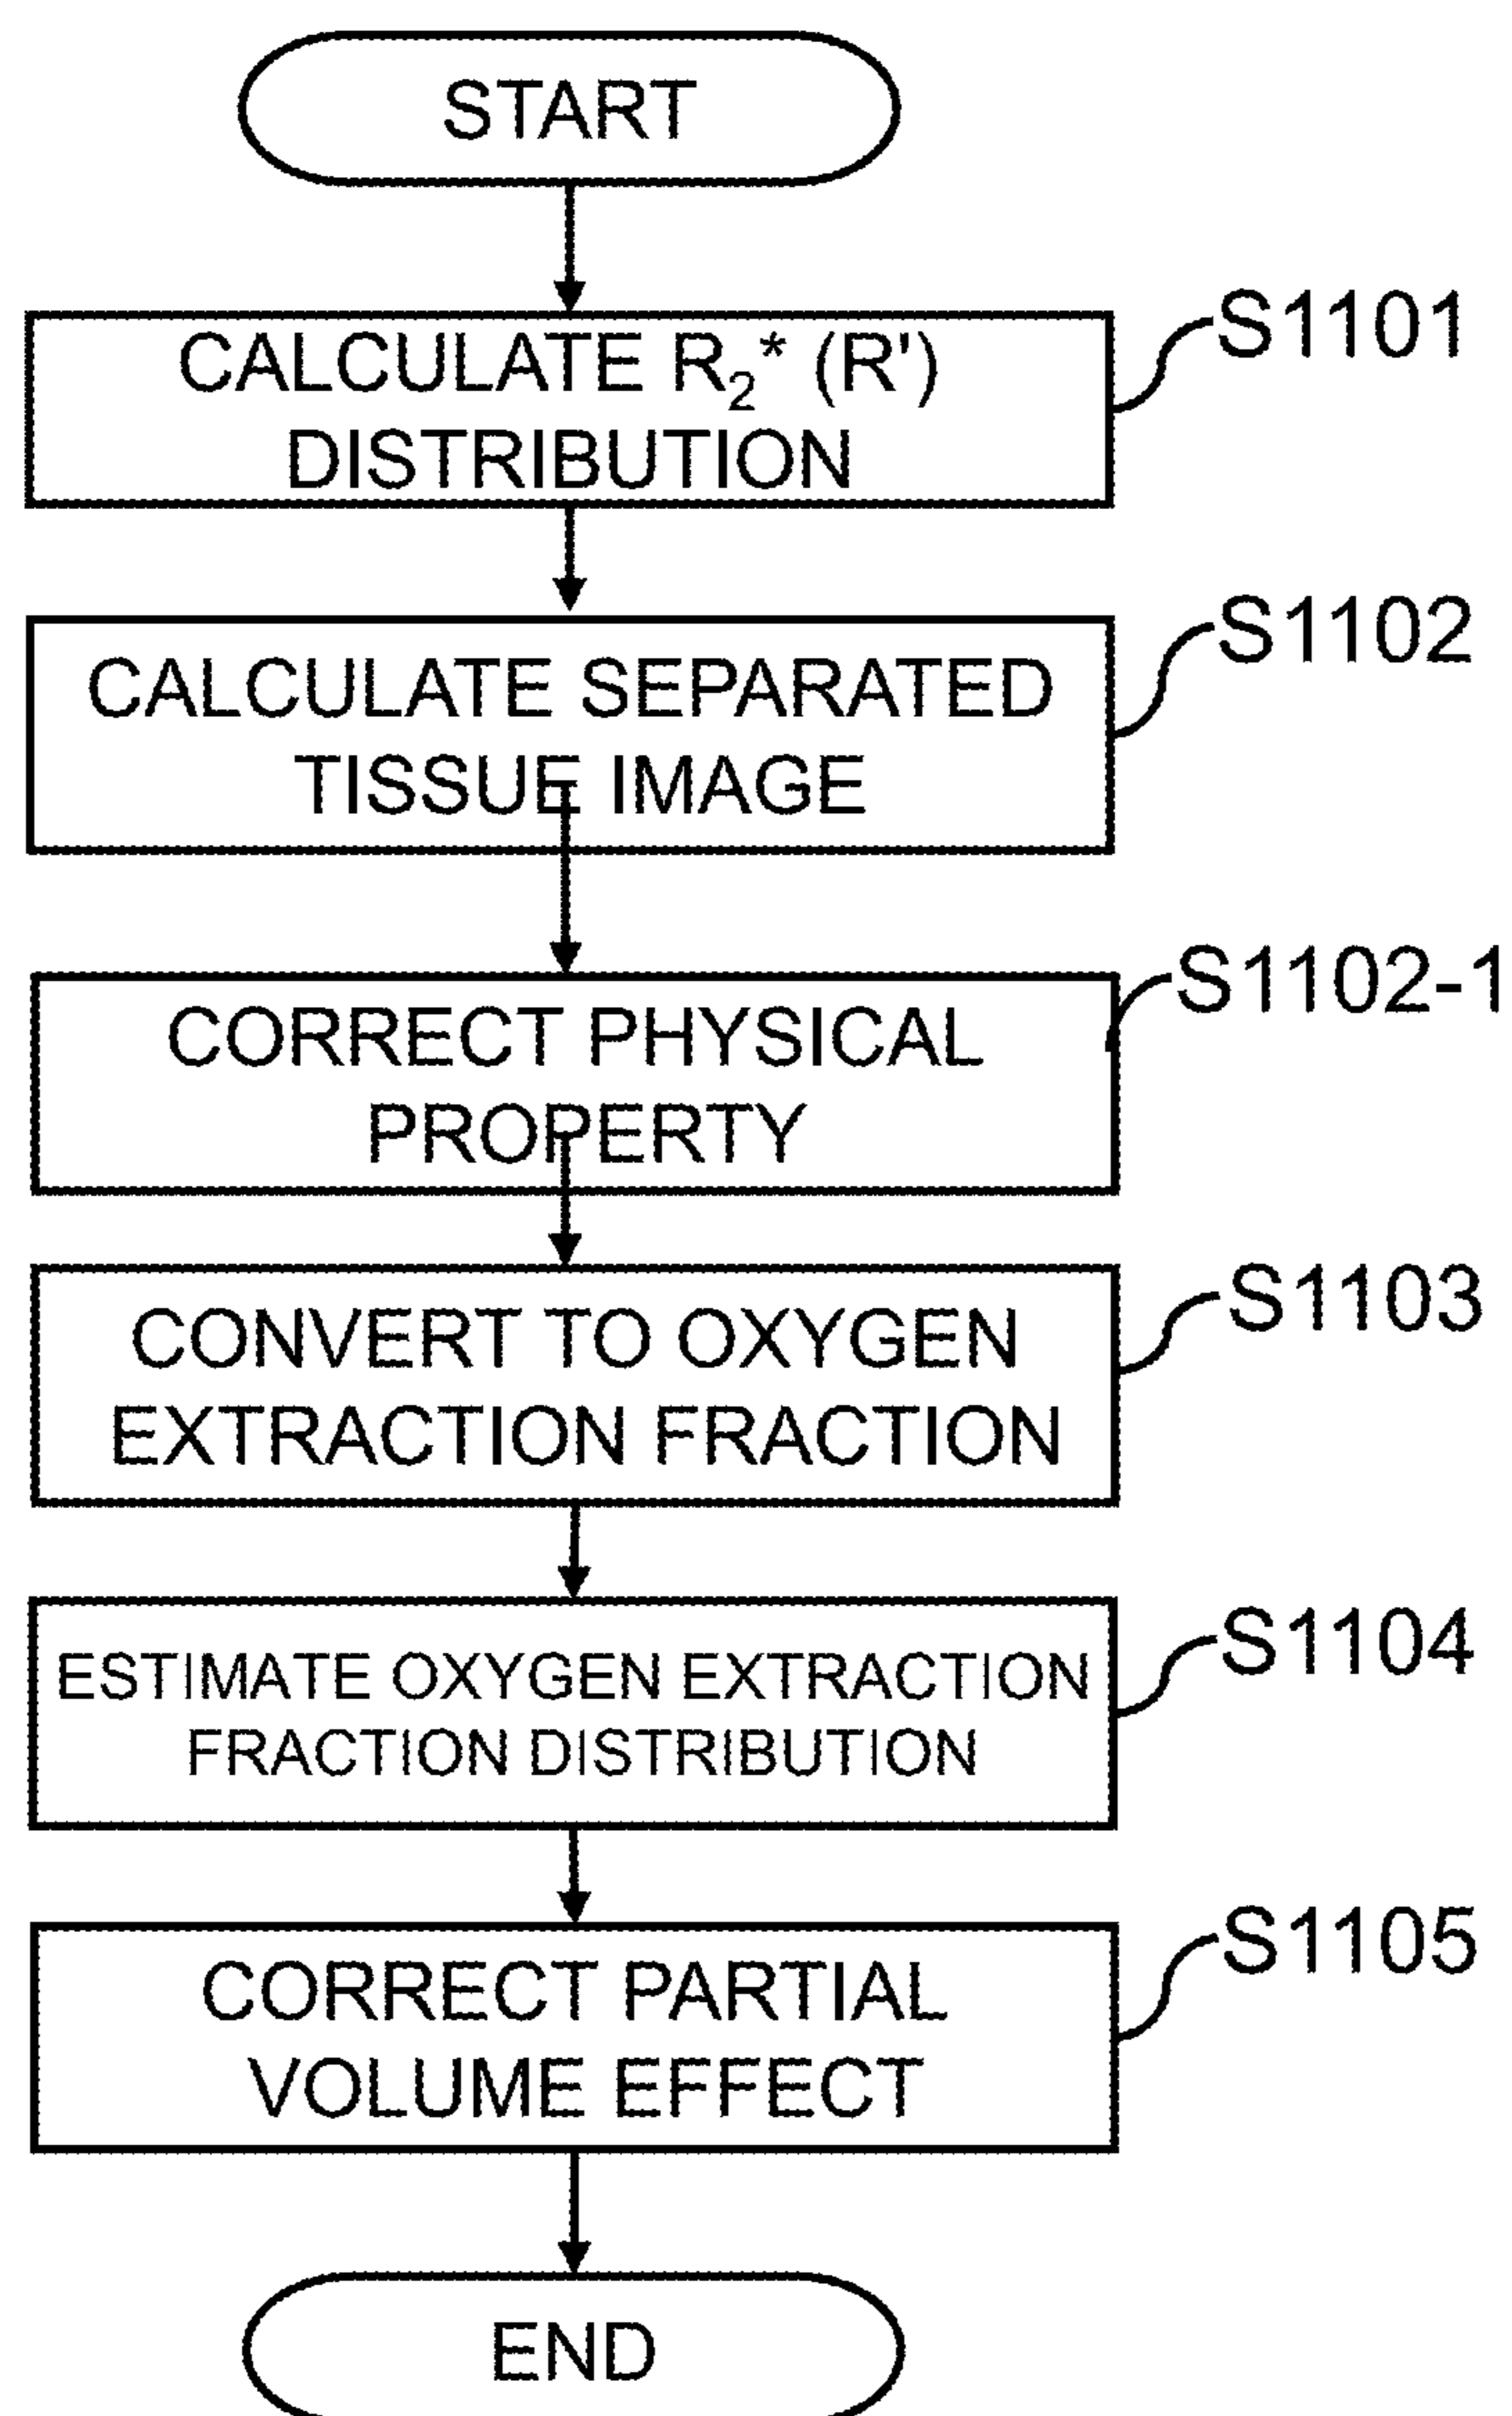 START
S1101
CALCULATE R2* (R')
DISTRIBUTION
S1102
CALCULATE SEPARATED
TISSUE IMAGE
S1102-1
CORRECT PHYSICAL
PROPERTY
S1103
CONVERT TO OXYGEN
EXTRACTION FRACTION
S1104
ESTIMATE OXYGEN EXTRACTION
FRACTION DISTRIBUTION
S1105
CORRECT PARTIAL
VOLUME EFFECT
END